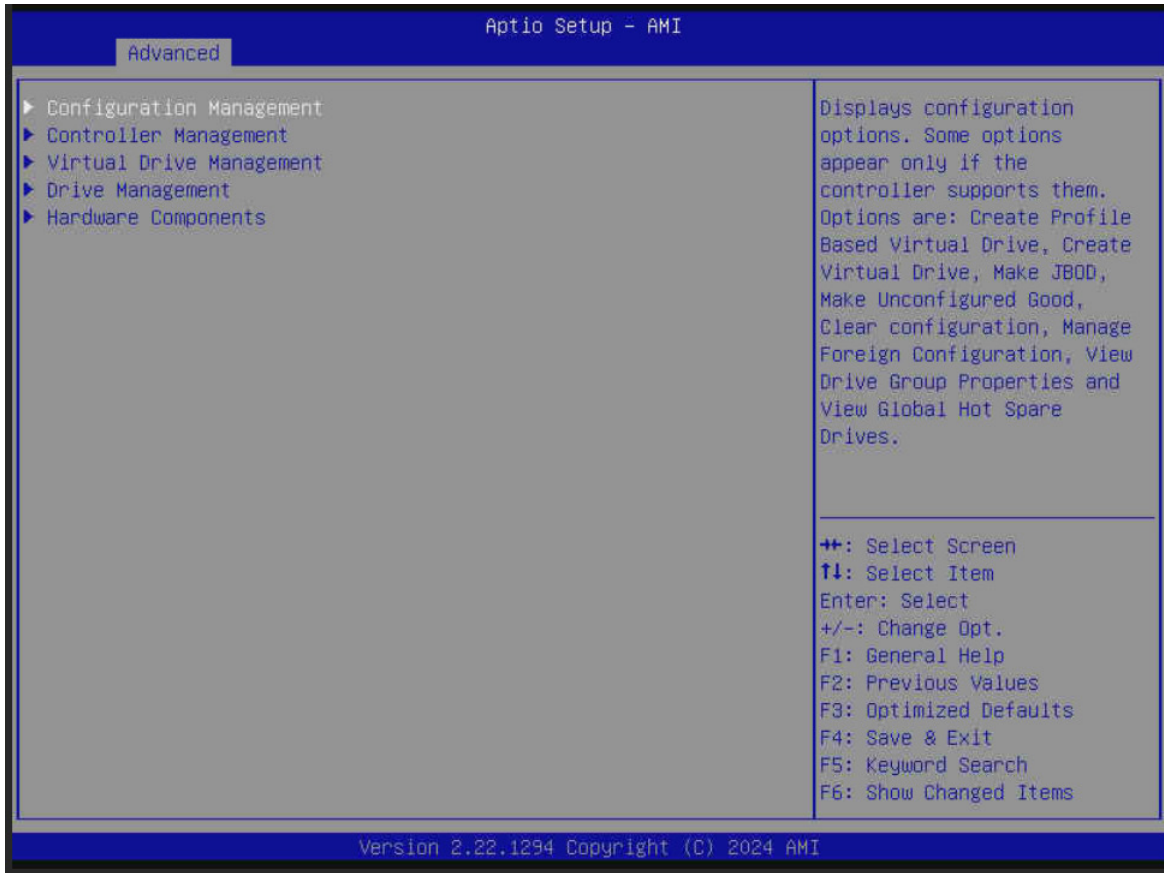 Aptio Setup – AMI
Advanced
▶ Configuration Management
▶ Controller Management
▶ Virtual Drive Management
▶ Drive Management
▶ Hardware Components
Displays configuration
options. Some options
appear only if the
controller supports them.
Options are: Create Profile
Based Virtual Drive, Create
Virtual Drive, Make JBOD,
Make Unconfigured Good,
Clear configuration, Manage
Foreign Configuration, View
Drive Group Properties and
View Global Hot Spare
Drives.
→←: Select Screen
↑↓: Select Item
Enter: Select
+/-: Change Opt.
F1: General Help
F2: Previous Values
F3: Optimized Defaults
F4: Save & Exit
F5: Keyword Search
F6: Show Changed Items
Version 2.22.1294 Copyright (C) 2024 AMI